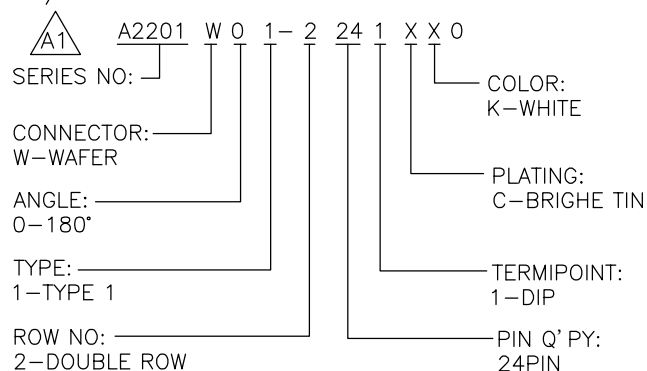 A1
A2201 W 0 1-2 24 1 X X 0
SERIES NO:
COLOR:
K-WHITE
CONNECTOR:
W-WAFER
PLATING:
C-BRIGHE TIN
ANGLE:
0-180°
TYPE:
1-TYPE 1
TERMIPOINT:
1-DIP
ROW NO:
2-DOUBLE ROW
PIN Q'PY:
24PIN